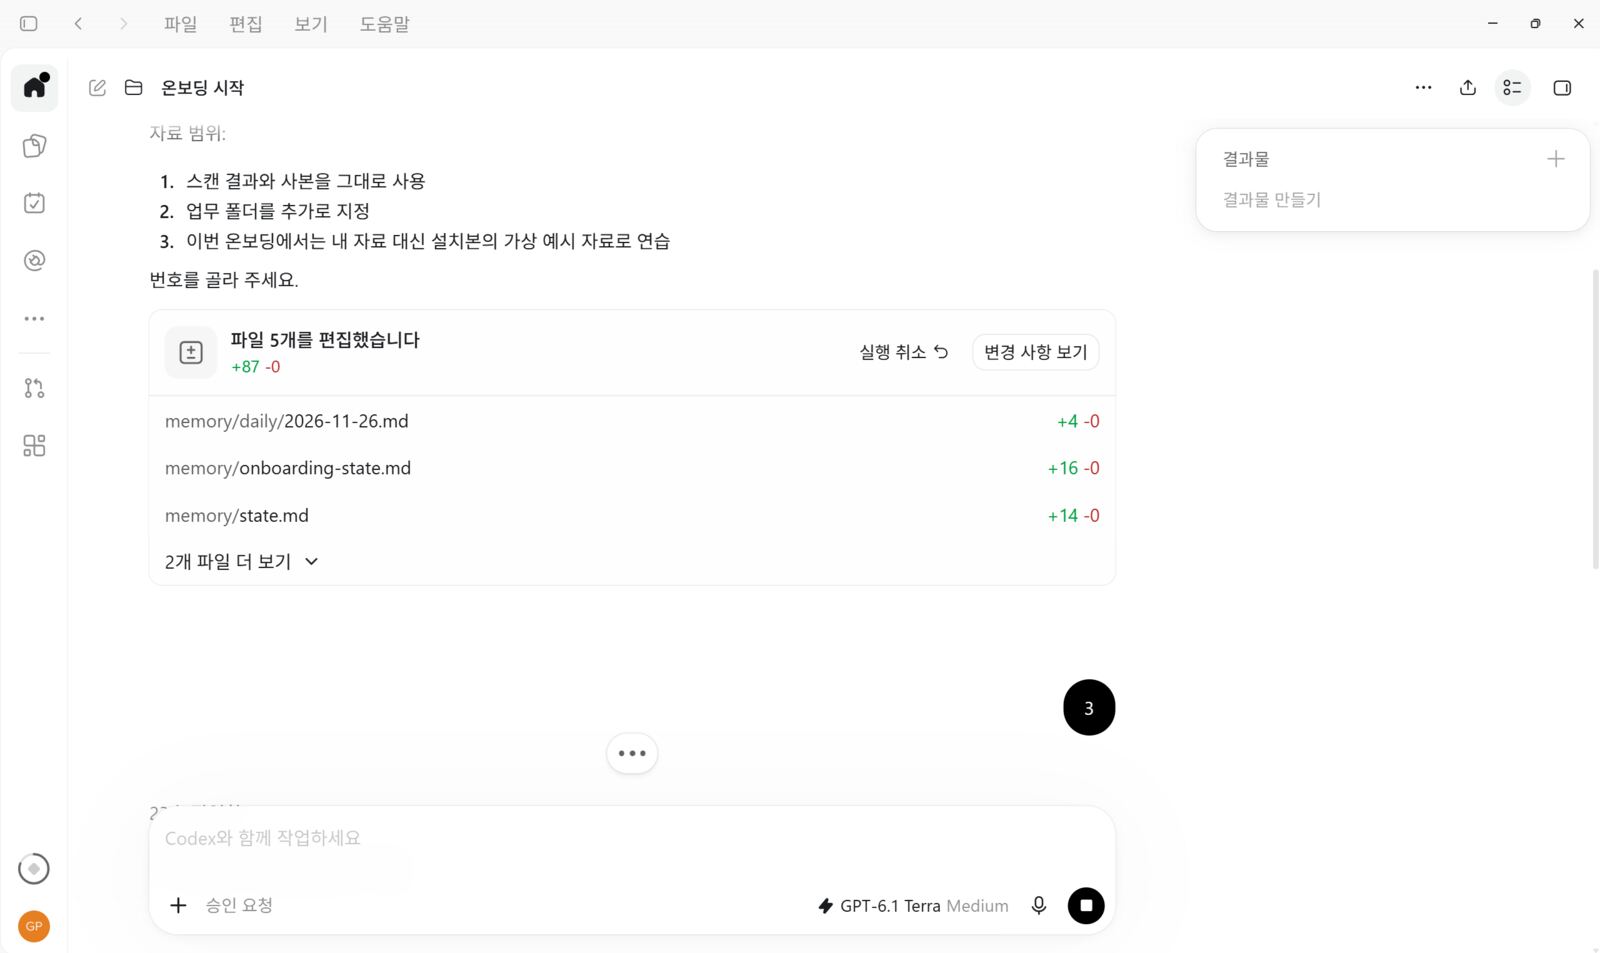 파일 편집 보기 도움말
온보딩 시작
자료 범위:
1. 스캔 결과와 사본을 그대로 사용
2. 업무 폴더를 추가로 지정
3. 이번 온보딩에서는 내 자료 대신 설치본의 가상 예시 자료로 연습
번호를 골라 주세요.
파일 5개를 편집했습니다
+87 -0
실행 취소
변경 사항 보기
memory/daily/2026-11-26.md +4 -0
memory/onboarding-state.md +16 -0
memory/state.md +14 -0
2개 파일 더 보기
결과물
결과물 만들기
3
Codex와 함께 작업하세요
승인 요청
GPT-6.1 Terra Medium
GP